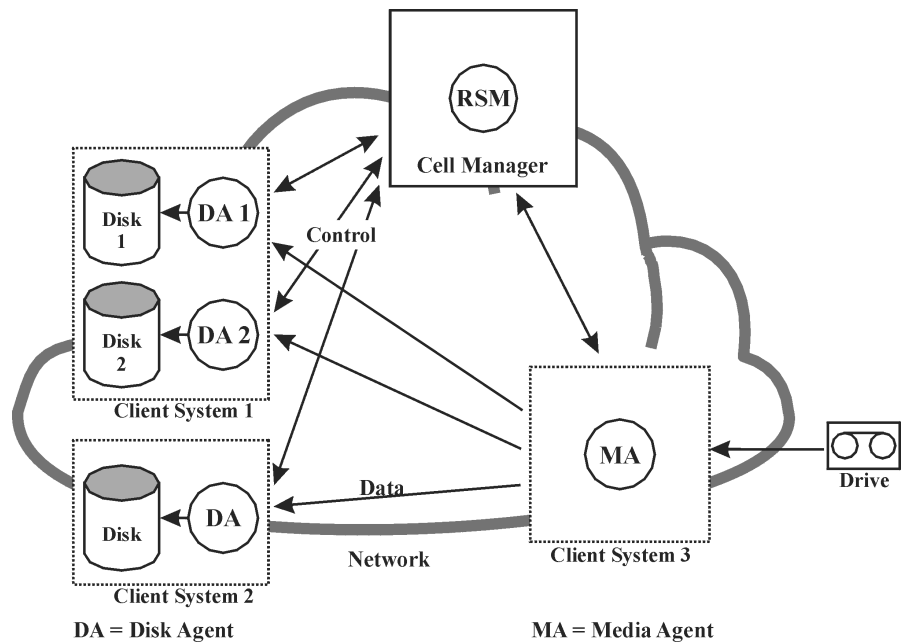 RSM
Cell Manager
Disk
1
DA 1
Control
Disk
2
DA 2
Client System 1
MA
Drive
Data
Disk
DA
Network
Client System 3
Client System 2
DA = Disk Agent
MA = Media Agent